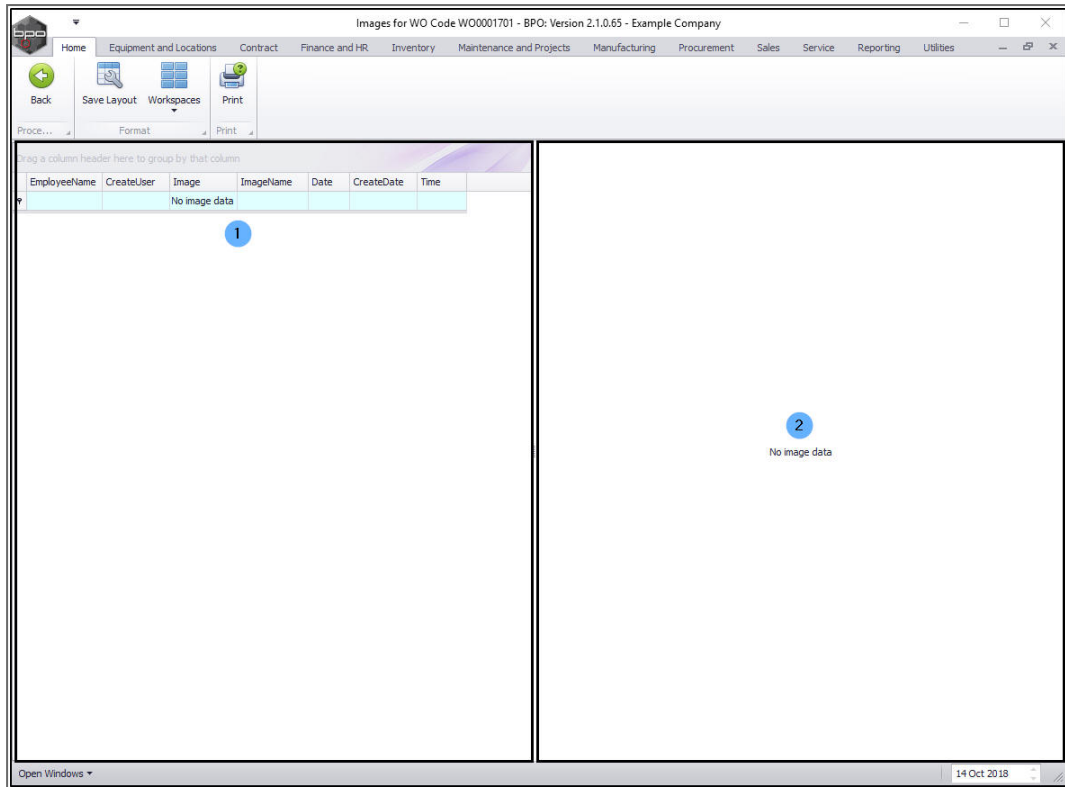 Images for WO Code WO0001701 - BPO: Version 2.1.0.65 - Example Company
bpo
Home Equipment and Locations Contract Finance and HR Inventory Maintenance and Projects Manufacturing Procurement Sales Service Reporting Utilities
Back Save Layout Workspaces Print
Proce... Format Print
Drag a column header here to group by that column
EmployeeName CreateUser Image ImageName Date CreateDate Time
No image data
1
2
No image data
Open Windows 14 Oct 2018